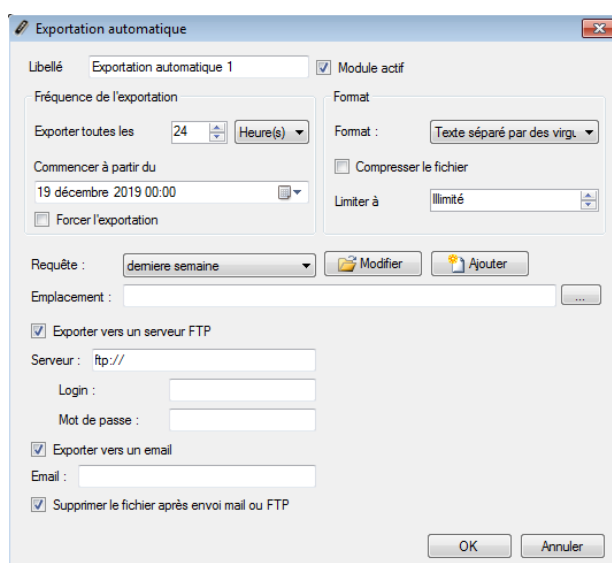 Exportation automatique
Libellé Exportation automatique 1 Module actif
Fréquence de l'exportation
Exporter toutes les 24 Heure(s)
Commencer à partir du
19 décembre 2019 00:00
Forcer l'exportation
Format
Format : Texte séparé par des virgu
Compresser le fichier
Limiter à Illimité
Requête : derniere semaine Modifier Ajouter
Emplacement : ...
Exporter vers un serveur FTP
Serveur : ftp://
Login :
Mot de passe :
Exporter vers un email
Email :
Supprimer le fichier après envoi mail ou FTP
OK Annuler